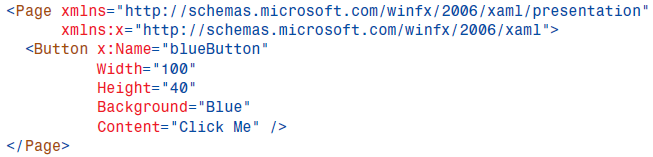 <Page xmlns="http://schemas.microsoft.com/winfx/2006/xaml/presentation"
xmlns:x="http://schemas.microsoft.com/winfx/2006/xaml">
<Button x:Name="blueButton"
Width="100"
Height="40"
Background="Blue"
Content="Click Me" />
</Page>